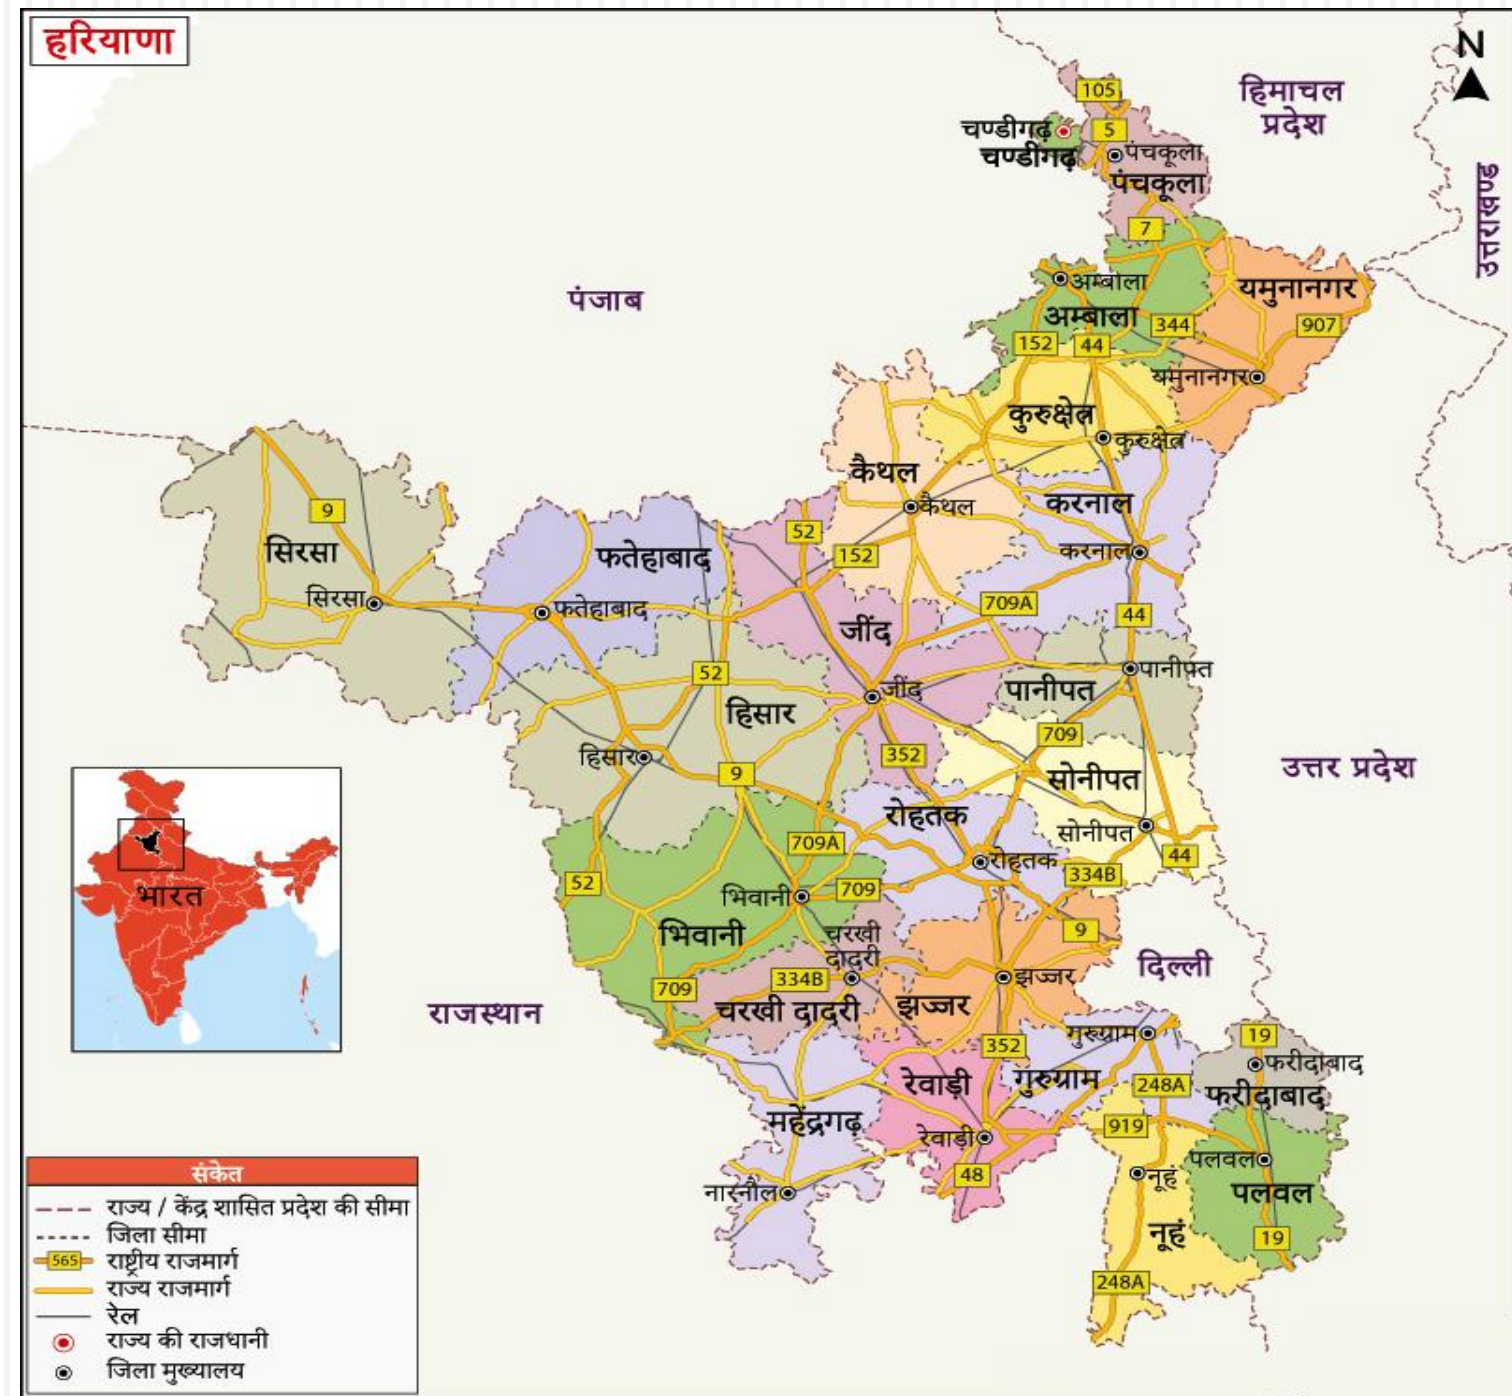 हरियाणा
N
हिमाचल
प्रदेश
उत्तराखण्ड
105
5
चण्डीगढ़
चण्डीगढ़
पंचकूला
पंचकूला
7
पंजाब
अम्बाला
अम्बाला
यमुनानगर
344
907
152
44
यमुनानगर
कुरुक्षेत्र
कुरुक्षेत्र
कैथल
कैथल
करनाल
करनाल
9
52
152
सिरसा
सिरसा
फतेहाबाद
फतेहाबाद
709A
44
जींद
जींद
52
पानीपत
पानीपत
हिसार
हिसार
709
352
9
सोनीपत
सोनीपत
उत्तर प्रदेश
रोहतक
रोहतक
709A
44
52
709
334B
भिवानी
भिवानी
चरखी
दादरी
9
दिल्ली
334B
709
चरखी दादरी
झज्जर
झज्जर
राजस्थान
भारत
गुरुग्राम
गुरुग्राम
352
19
फरीदाबाद
फरीदाबाद
248A
रेवाड़ी
रेवाड़ी
महेंद्रगढ़
919
48
नारनौल
नूहं
नूहं
पलवल
पलवल
19
248A
संकेत
राज्य / केंद्र शासित प्रदेश की सीमा
जिला सीमा
565 राष्ट्रीय राजमार्ग
राज्य राजमार्ग
रेल
राज्य की राजधानी
जिला मुख्यालय